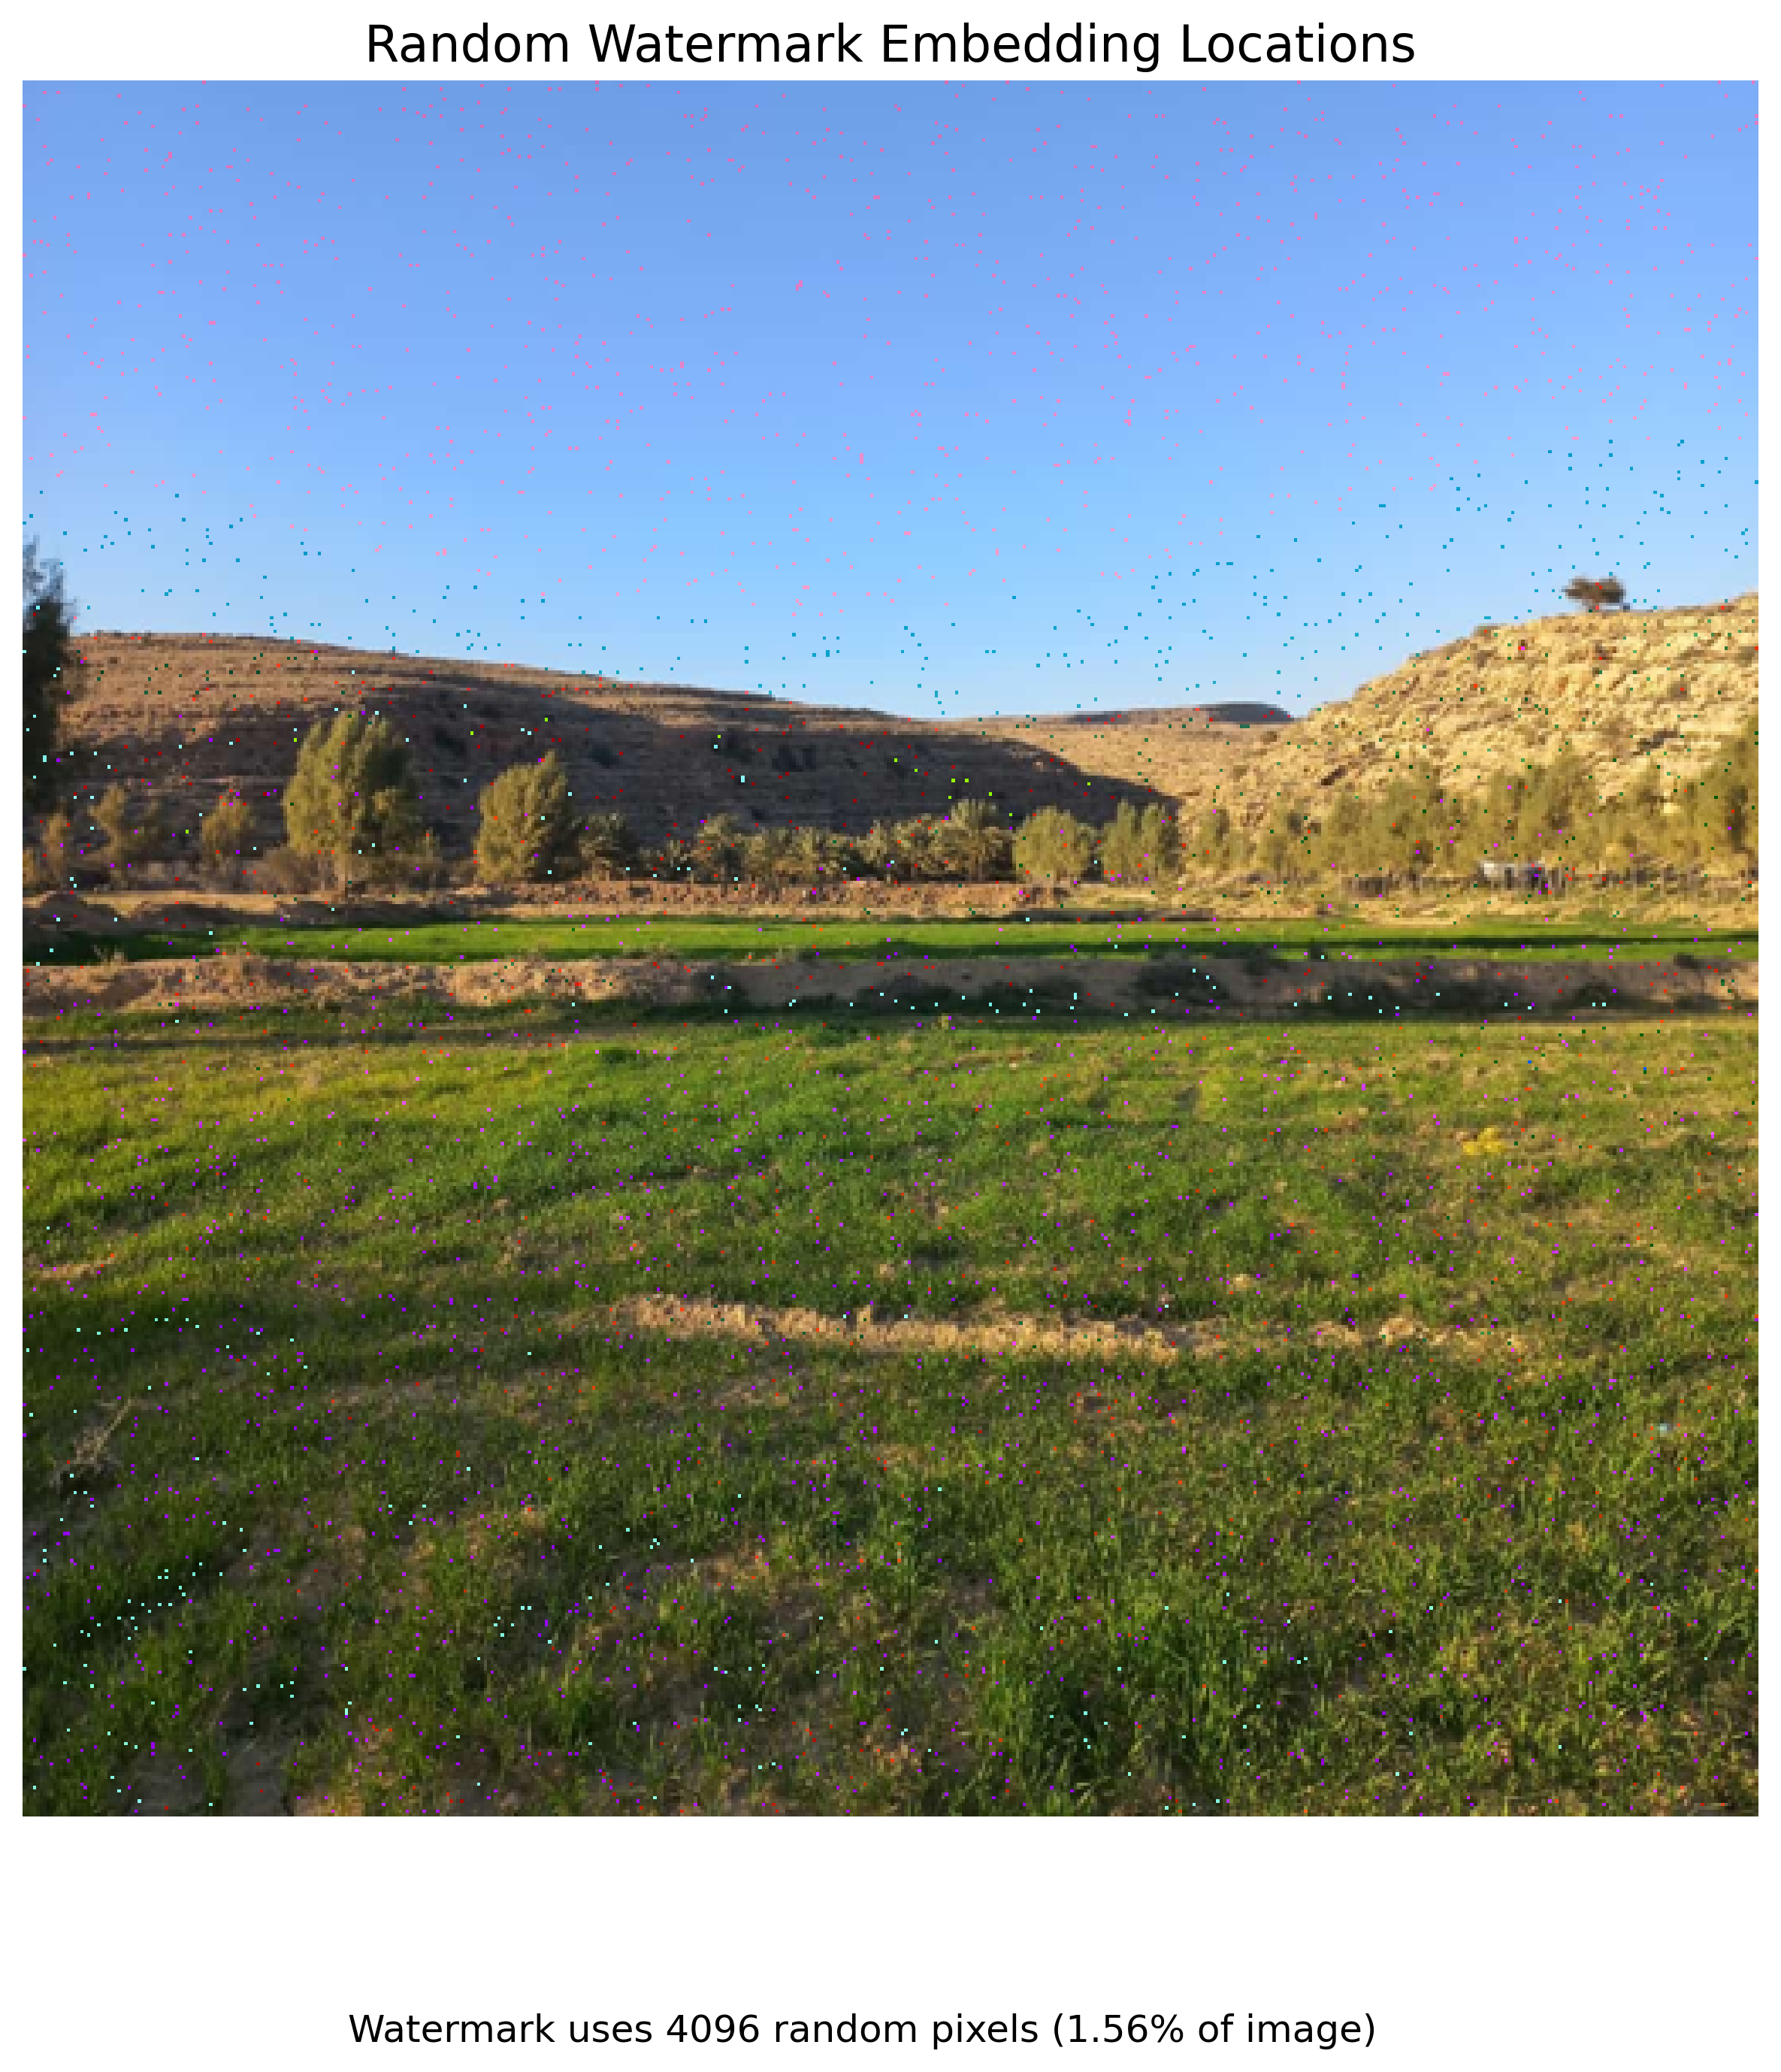 Random Watermark Embedding Locations
Watermark uses 4096 random pixels (1.56% of image)